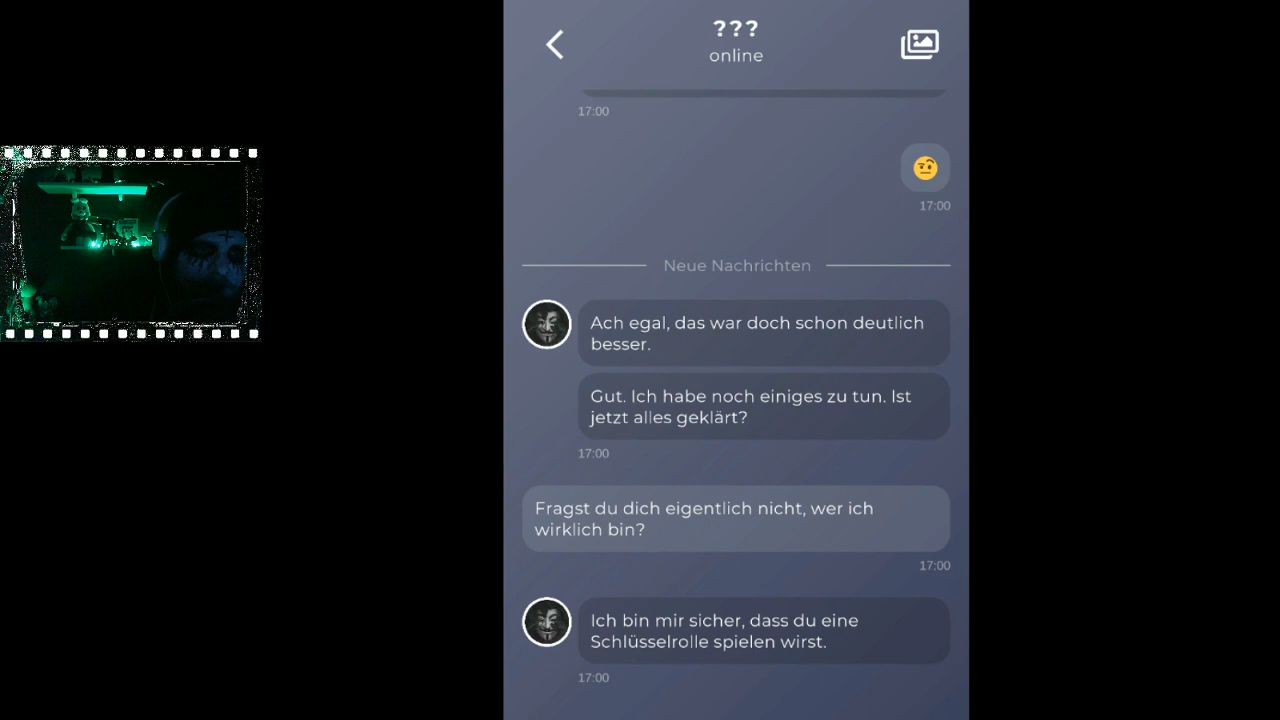 ???
online
17:00
17:00
Neue Nachrichten
Ach egal, das war doch schon deutlich
besser.
Gut. Ich habe noch einiges zu tun. Ist
jetzt alles geklärt?
17:00
Fragst du dich eigentlich nicht, wer ich
wirklich bin?
17:00
Ich bin mir sicher, dass du eine
Schlüsselrolle spielen wirst.
17:00